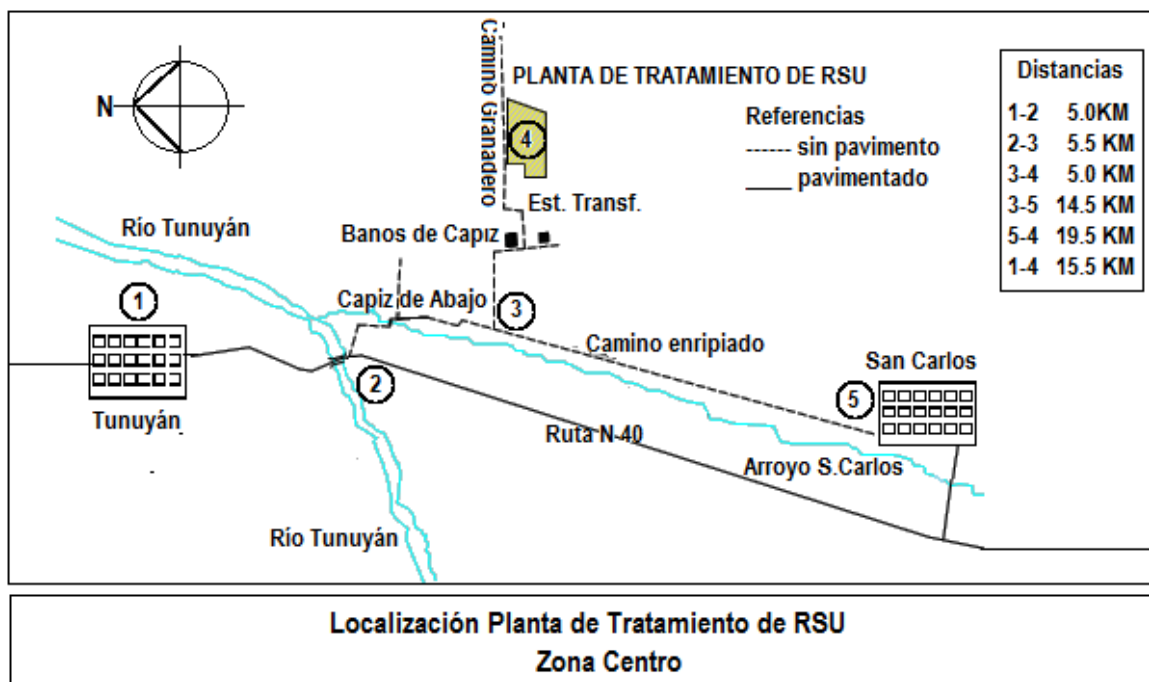 N
Camino Granadero
PLANTA DE TRATAMIENTO DE RSU
4
Referencias
------ sin pavimento
___ pavimentado
Distancias
1-2 5.0KM
2-3 5.5 KM
3-4 5.0 KM
3-5 14.5 KM
5-4 19.5 KM
1-4 15.5 KM
Est. Transf.
Río Tunuyán
Banos de Capiz
1
Capiz de Abajo
3
Camino enripiado
San Carlos
2
5
Tunuyán
Ruta N-40
Arroyo S.Carlos
Río Tunuyán
Localización Planta de Tratamiento de RSU
Zona Centro